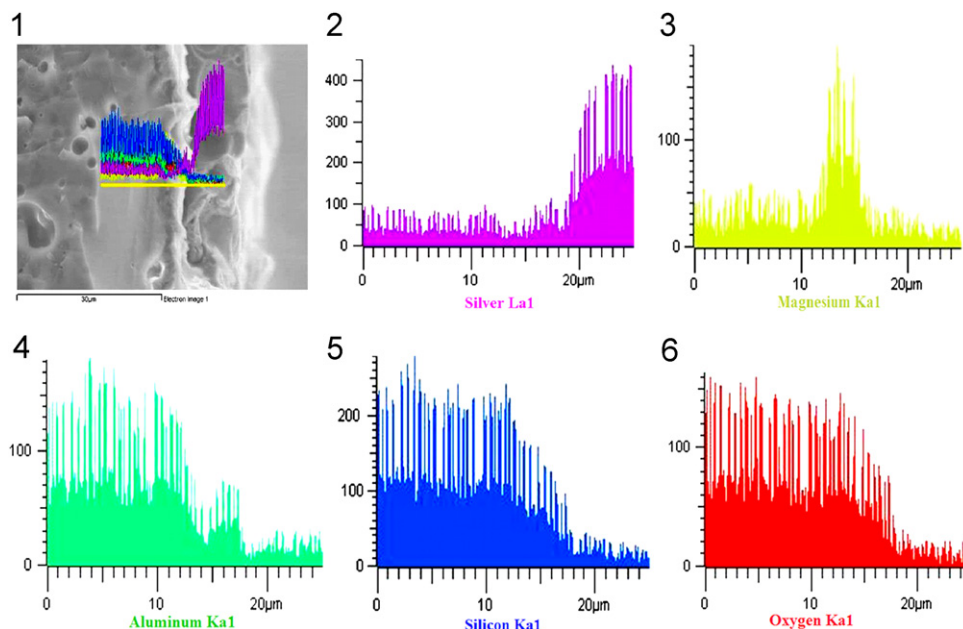 1
30µm
Electron Image 1
2
400
300
200
100
0
0
10
20µm
Silver La1
3
100
0
0
10
20µm
Magnesium Ka1
4
100
0
0
10
20µm
Aluminum Ka1
5
200
100
0
0
10
20µm
Silicon Ka1
6
100
0
0
10
20µm
Oxygen Ka1